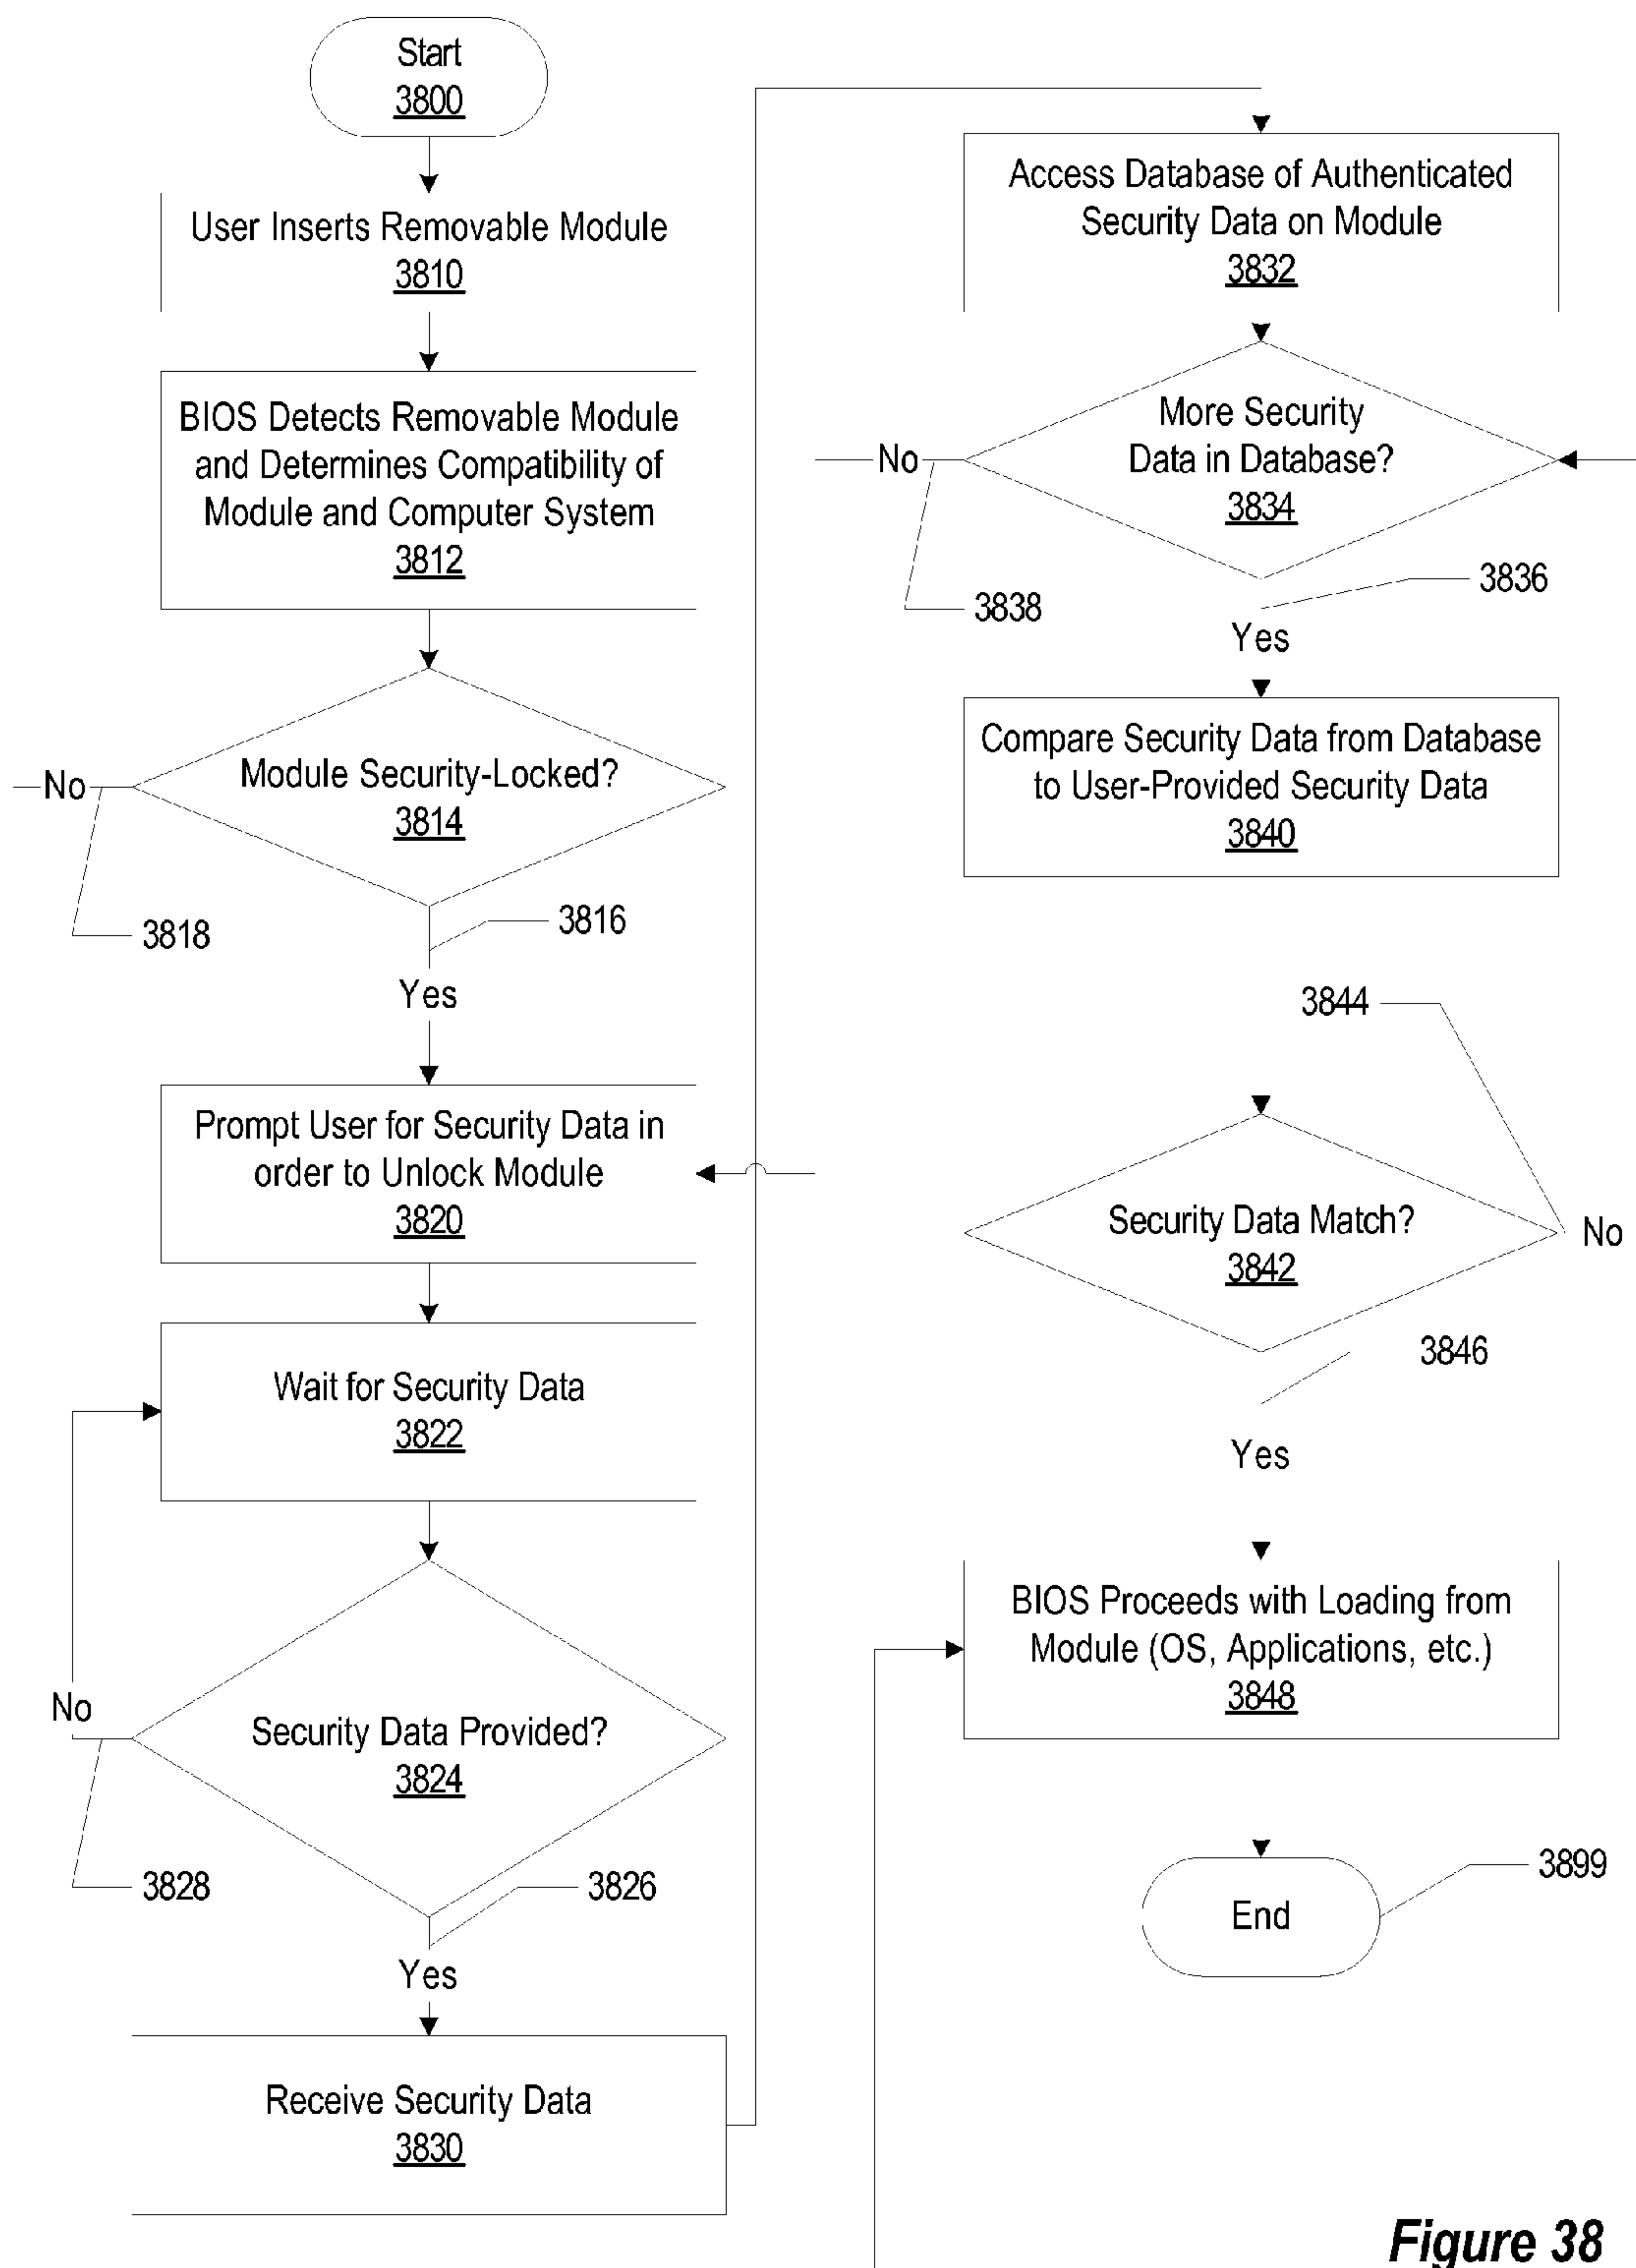 Start
3800
User Inserts Removable Module
3810
BIOS Detects Removable Module
and Determines Compatibility of
Module and Computer System
3812
Module Security-Locked?
3814
No
3818
3816
Yes
Prompt User for Security Data in
order to Unlock Module
3820
Wait for Security Data
3822
No
Security Data Provided?
3824
3828
3826
Yes
Receive Security Data
3830
Access Database of Authenticated
Security Data on Module
3832
More Security
Data in Database?
3834
No
3838
3836
Yes
Compare Security Data from Database
to User-Provided Security Data
3840
3844
Security Data Match?
3842
No
3846
Yes
BIOS Proceeds with Loading from
Module (OS, Applications, etc.)
3848
End
3899
Figure 38